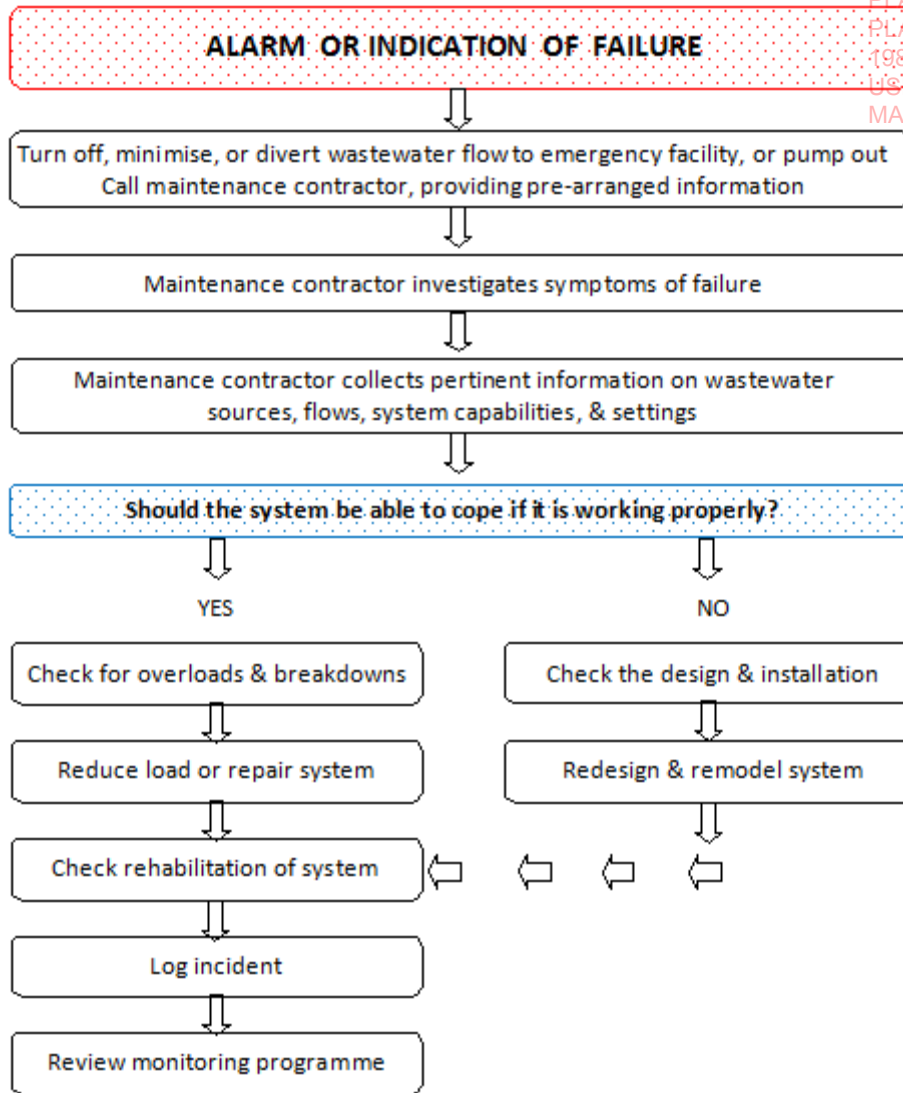 ALARM OR INDICATION OF FAILURE
PLA
198
US
MA
Turn off, minimise, or divert wastewater flow to emergency facility, or pump out
Call maintenance contractor, providing pre-arranged information
Maintenance contractor investigates symptoms of failure
Maintenance contractor collects pertinent information on wastewater
sources, flows, system capabilities, & settings
Should the system be able to cope if it is working properly?
YES
NO
Check for overloads & breakdowns
Check the design & installation
Reduce load or repair system
Redesign & remodel system
Check rehabilitation of system
Log incident
Review monitoring programme